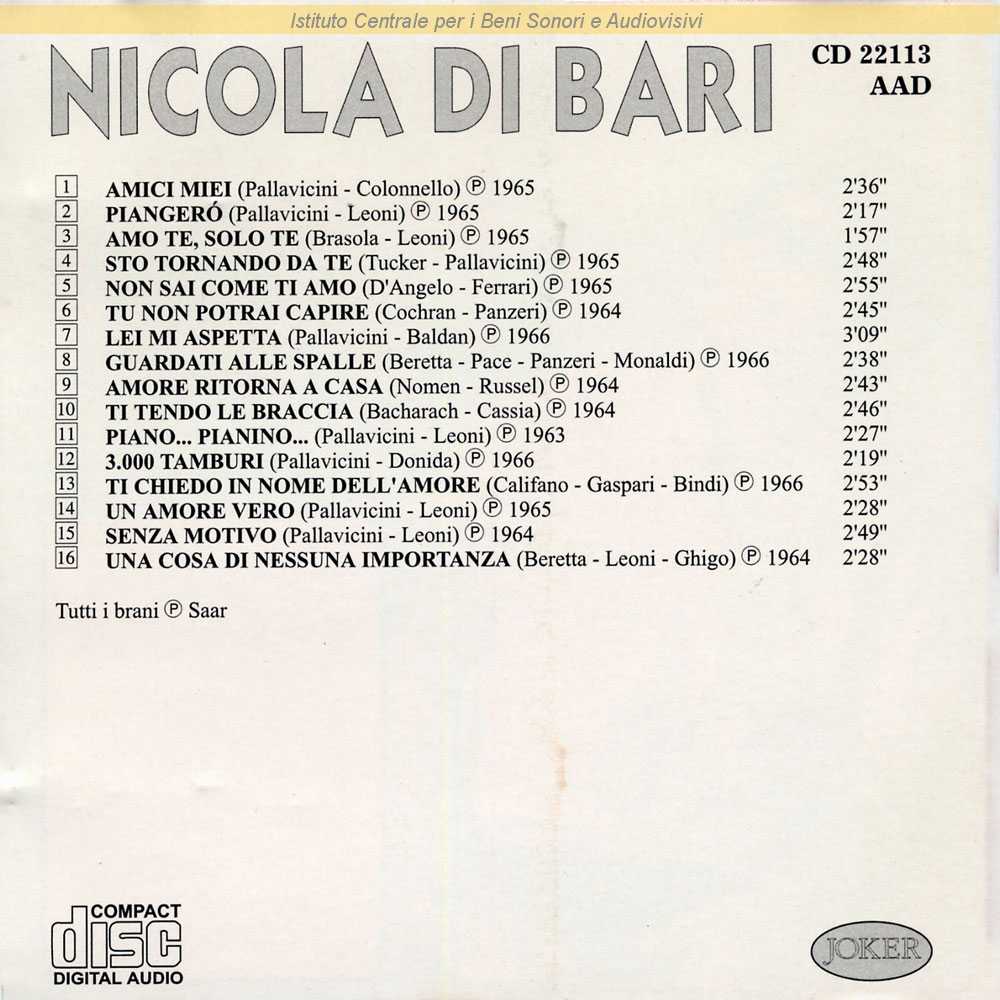 Istituto Centrale per i Beni Sonori e Audiovisivi
NICOLA DI BARI
CD 22113
AAD
1 AMICI MIEI (Pallavicini - Colonnello) ℗ 1965 2'36"
2 PIANGERÓ (Pallavicini - Leoni) ℗ 1965 2'17"
3 AMO TE, SOLO TE (Brasola - Leoni) ℗ 1965 1'57"
4 STO TORNANDO DA TE (Tucker - Pallavicini) ℗ 1965 2'48"
5 NON SAI COME TI AMO (D'Angelo - Ferrari) ℗ 1965 2'55"
6 TU NON POTRAI CAPIRE (Cochran - Panzeri) ℗ 1964 2'45"
7 LEI MI ASPETTA (Pallavicini - Baldan) ℗ 1966 3'09"
8 GUARDATI ALLE SPALLE (Beretta - Pace - Panzeri - Monaldi) ℗ 1966 2'38"
9 AMORE RITORNA A CASA (Nomen - Russel) ℗ 1964 2'43"
10 TI TENDO LE BRACCIA (Bacharach - Cassia) ℗ 1964 2'46"
11 PIANO... PIANINO... (Pallavicini - Leoni) ℗ 1963 2'27"
12 3.000 TAMBURI (Pallavicini - Donida) ℗ 1966 2'19"
13 TI CHIEDO IN NOME DELL'AMORE (Califano - Gaspari - Bindi) ℗ 1966 2'53"
14 UN AMORE VERO (Pallavicini - Leoni) ℗ 1965 2'28"
15 SENZA MOTIVO (Pallavicini - Leoni) ℗ 1964 2'49"
16 UNA COSA DI NESSUNA IMPORTANZA (Beretta - Leoni - Ghigo) ℗ 1964 2'28"
Tutti i brani ℗ Saar
COMPACT
disc
DIGITAL AUDIO
JOKER